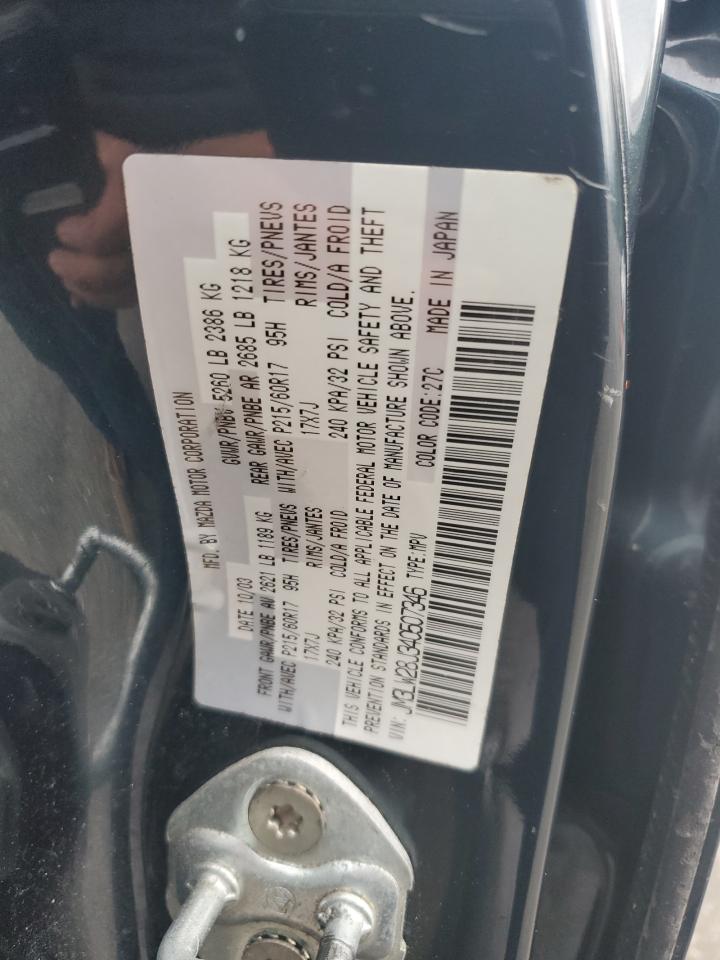 MFD. BY MAZDA MOTOR CORPORATION
DATE 10/03 GVWR/PNBV 5260 LB 2386 KG
FRONT GAWR/PNBE AV 2621 LB 1189 KG REAR GAWR/PNBE AR 2685 LB 1218 KG
WITH/AVEC P215/60R17 95H TIRES/PNEUS WITH/AVEC P215/60R17 95H TIRES/PNEUS
17X7J RIMS/JANTES 17X7J RIMS/JANTES
240 KPA/32 PSI COLD/A FROID 240 KPA/32 PSI COLD/A FROID
THIS VEHICLE CONFORMS TO ALL APPLICABLE FEDERAL MOTOR VEHICLE SAFETY AND THEFT
PREVENTION STANDARDS IN EFFECT ON THE DATE OF MANUFACTURE SHOWN ABOVE.
VIN: JM3LW28J340507346 TYPE:MPV COLOR CODE:27C MADE IN JAPAN